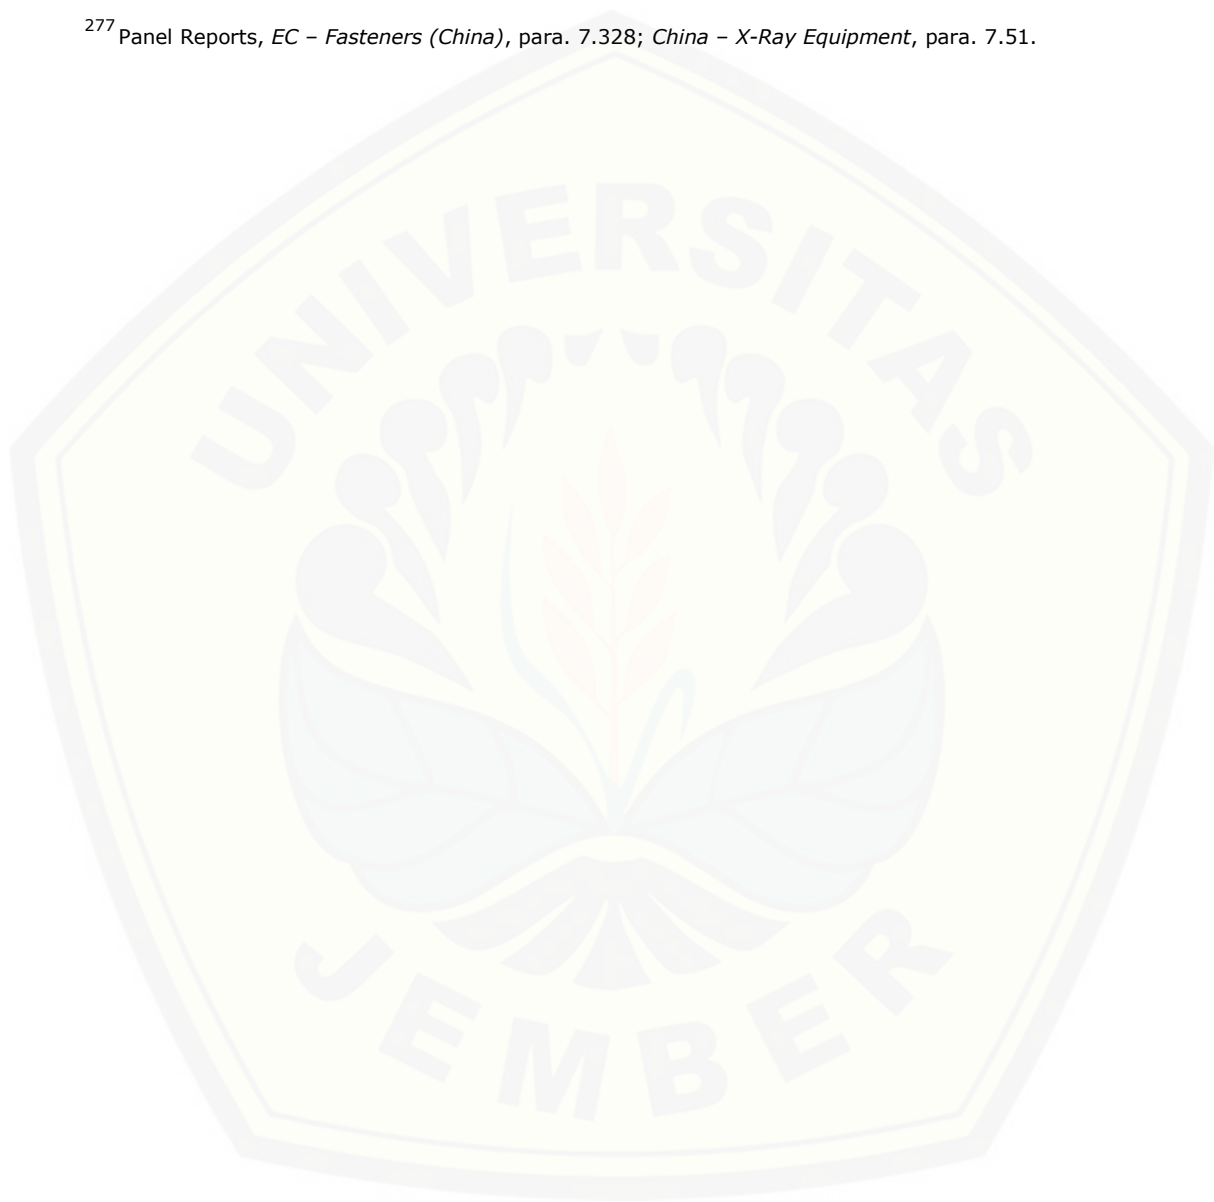 277 Panel Reports, EC – Fasteners (China), para. 7.328; China – X-Ray Equipment, para. 7.51.
UNIVERSITAS
JEMBER